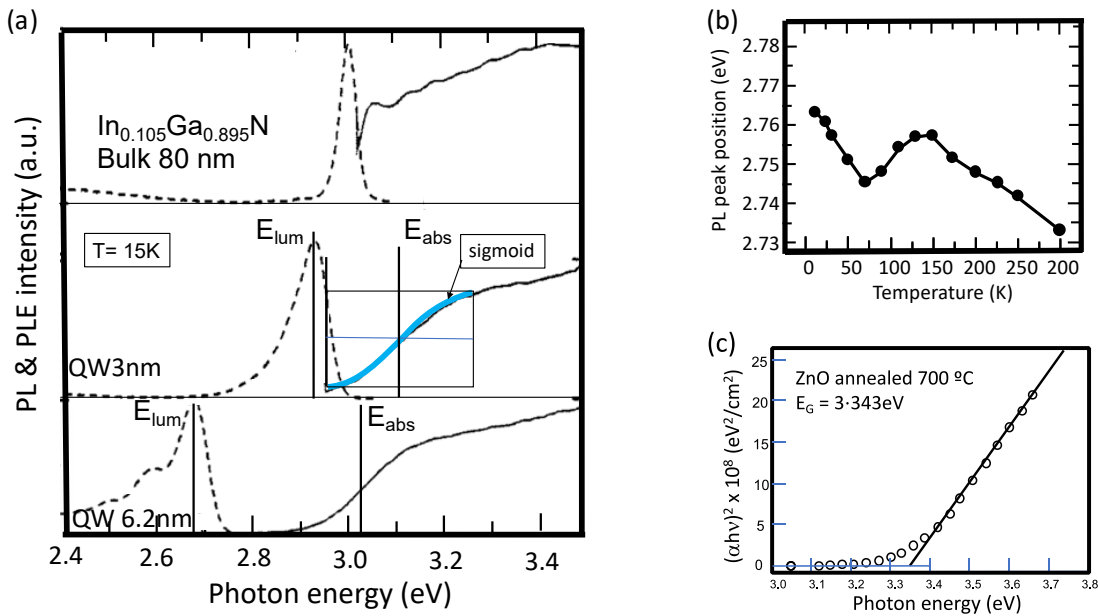 (a)
PL & PLE intensity (a.u.)
In0.105Ga0.895N
Bulk 80 nm
T= 15K
Elum
Eabs
sigmoid
QW3nm
Elum
Eabs
QW 6.2nm
2.4 2.6 2.8 3.0 3.2 3.4
Photon energy (eV)
(b)
PL peak position (eV)
2.78
2.77
2.76
2.75
2.74
2.73
0 50 100 150 200 150 200
Temperature (K)
(c)
(αhν)2 x 108 (eV2/cm2)
25
20
15
10
5
0
ZnO annealed 700 ºC
EG = 3·343eV
3.0 3.1 3.2 3.3 3.4 3.5 3.6 3.7 3.8
Photon energy (eV)